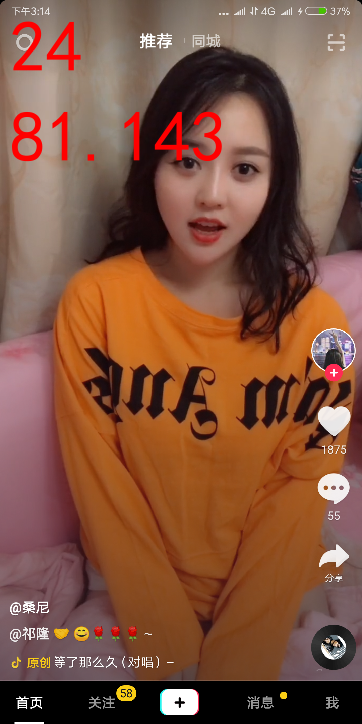 下午3:14 ... 4G 37%
24
推荐 同城
81.143
1875
55
分享
@桑尼
@祁隆 🤝 😊🌹🌹🌹 ~
原创 等了那么久(对唱) –
首页 关注 58 消息 我